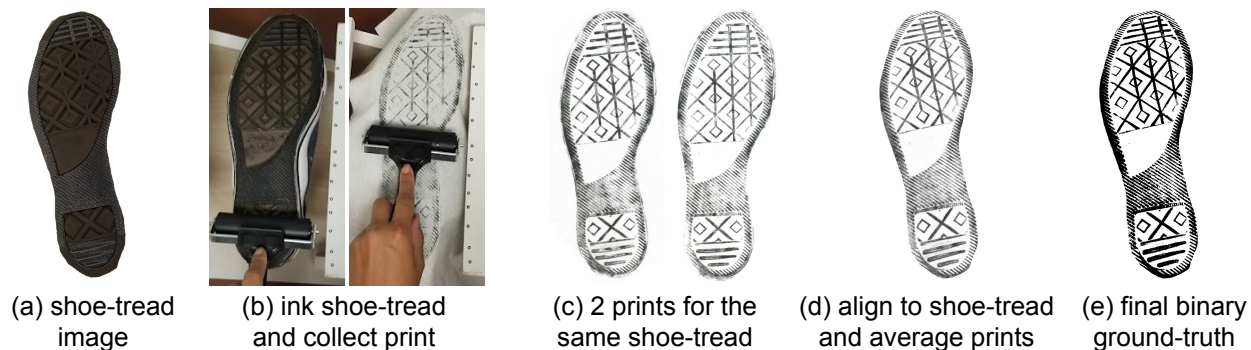 (a) shoe-tread
image
(b) ink shoe-tread
and collect print
(c) 2 prints for the
same shoe-tread
(d) align to shoe-tread
and average prints
(e) final binary
ground-truth